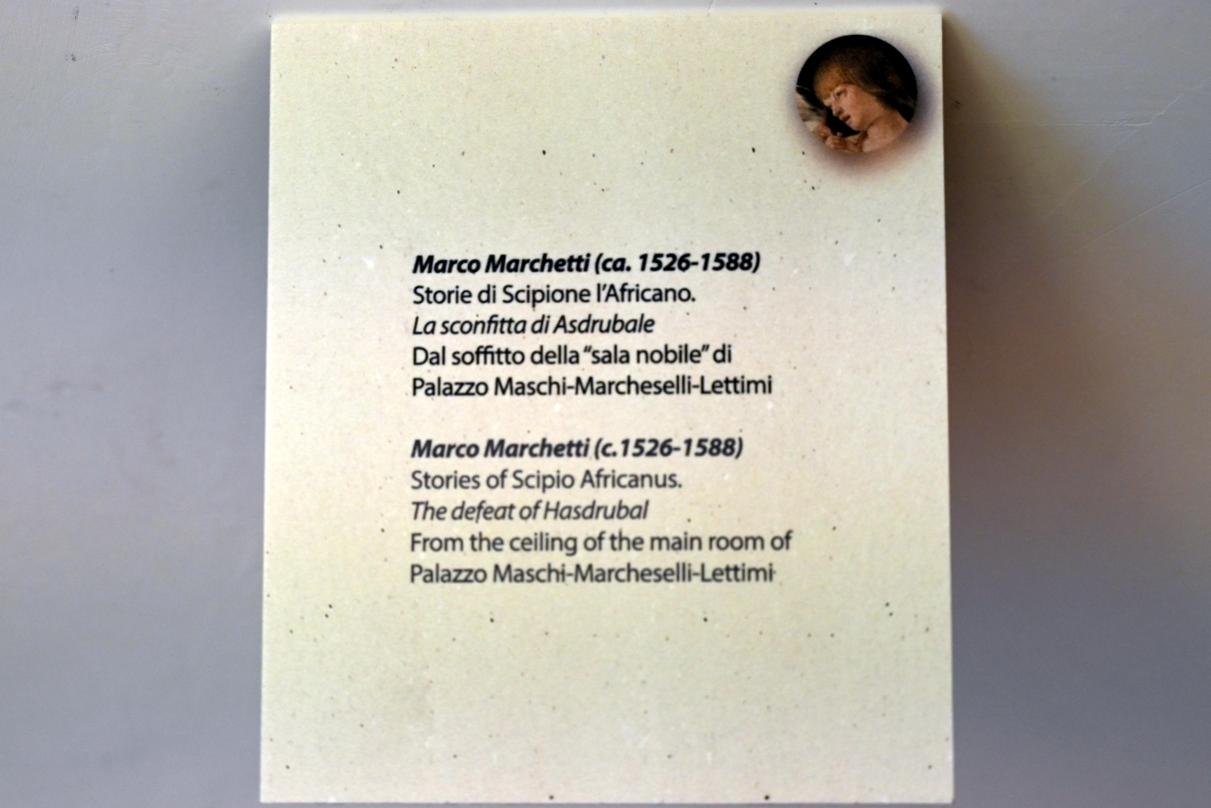 Marco Marchetti (ca. 1526-1588)
Storie di Scipione l'Africano.
La sconfitta di Asdrubale
Dal soffitto della “sala nobile” di
Palazzo Maschi-Marcheselli-Lettimi
Marco Marchetti (c.1526-1588)
Stories of Scipio Africanus.
The defeat of Hasdrubal
From the ceiling of the main room of
Palazzo Maschi-Marcheselli-Lettimi